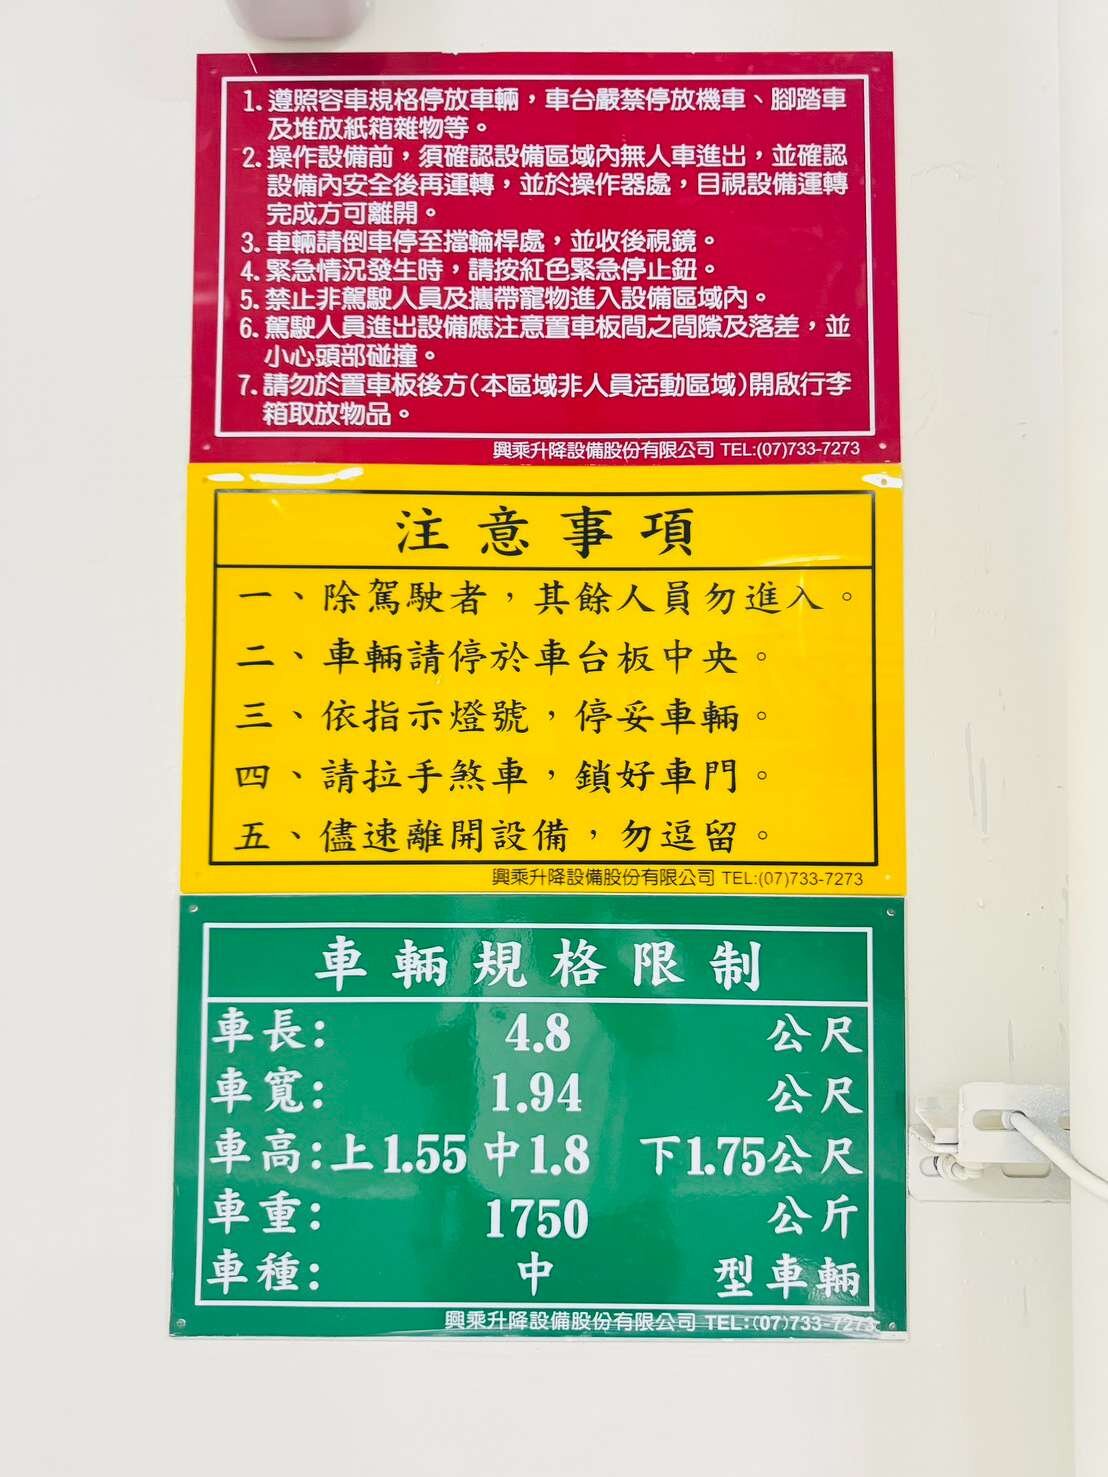 1. 遵照容車規格停放車輛，車台嚴禁停放機車、腳踏車
及堆放紙箱雜物等。
2. 操作設備前，須確認設備區域內無人車進出，並確認
設備內安全後再運轉，並於操作器處，目視設備運轉
完成方可離開。
3. 車輛請倒車停至擋輪桿處，並收後視鏡。
4. 緊急情況發生時，請按紅色緊急停止鈕。
5. 禁止非駕駛人員及攜帶寵物進入設備區域內。
6. 駕駛人員進出設備應注意置車板間之間隙及落差，並
小心頭部碰撞。
7. 請勿於置車板後方(本區域非人員活動區域)開啟行李
箱取放物品。
興乘升降設備股份有限公司 TEL:(07)733-7273
注意事項
一、除駕駛者，其餘人員勿進入。
二、車輛請停於車台板中央。
三、依指示燈號，停妥車輛。
四、請拉手煞車，鎖好車門。
五、儘速離開設備，勿逗留。
興乘升降設備股份有限公司 TEL:(07)733-7273
車輛規格限制
車長: 4.8 公尺
車寬: 1.94 公尺
車高:上1.55 中1.8 下1.75公尺
車重: 1750 公斤
車種: 中 型車輛
興乘升降設備股份有限公司 TEL:(07)733-7273